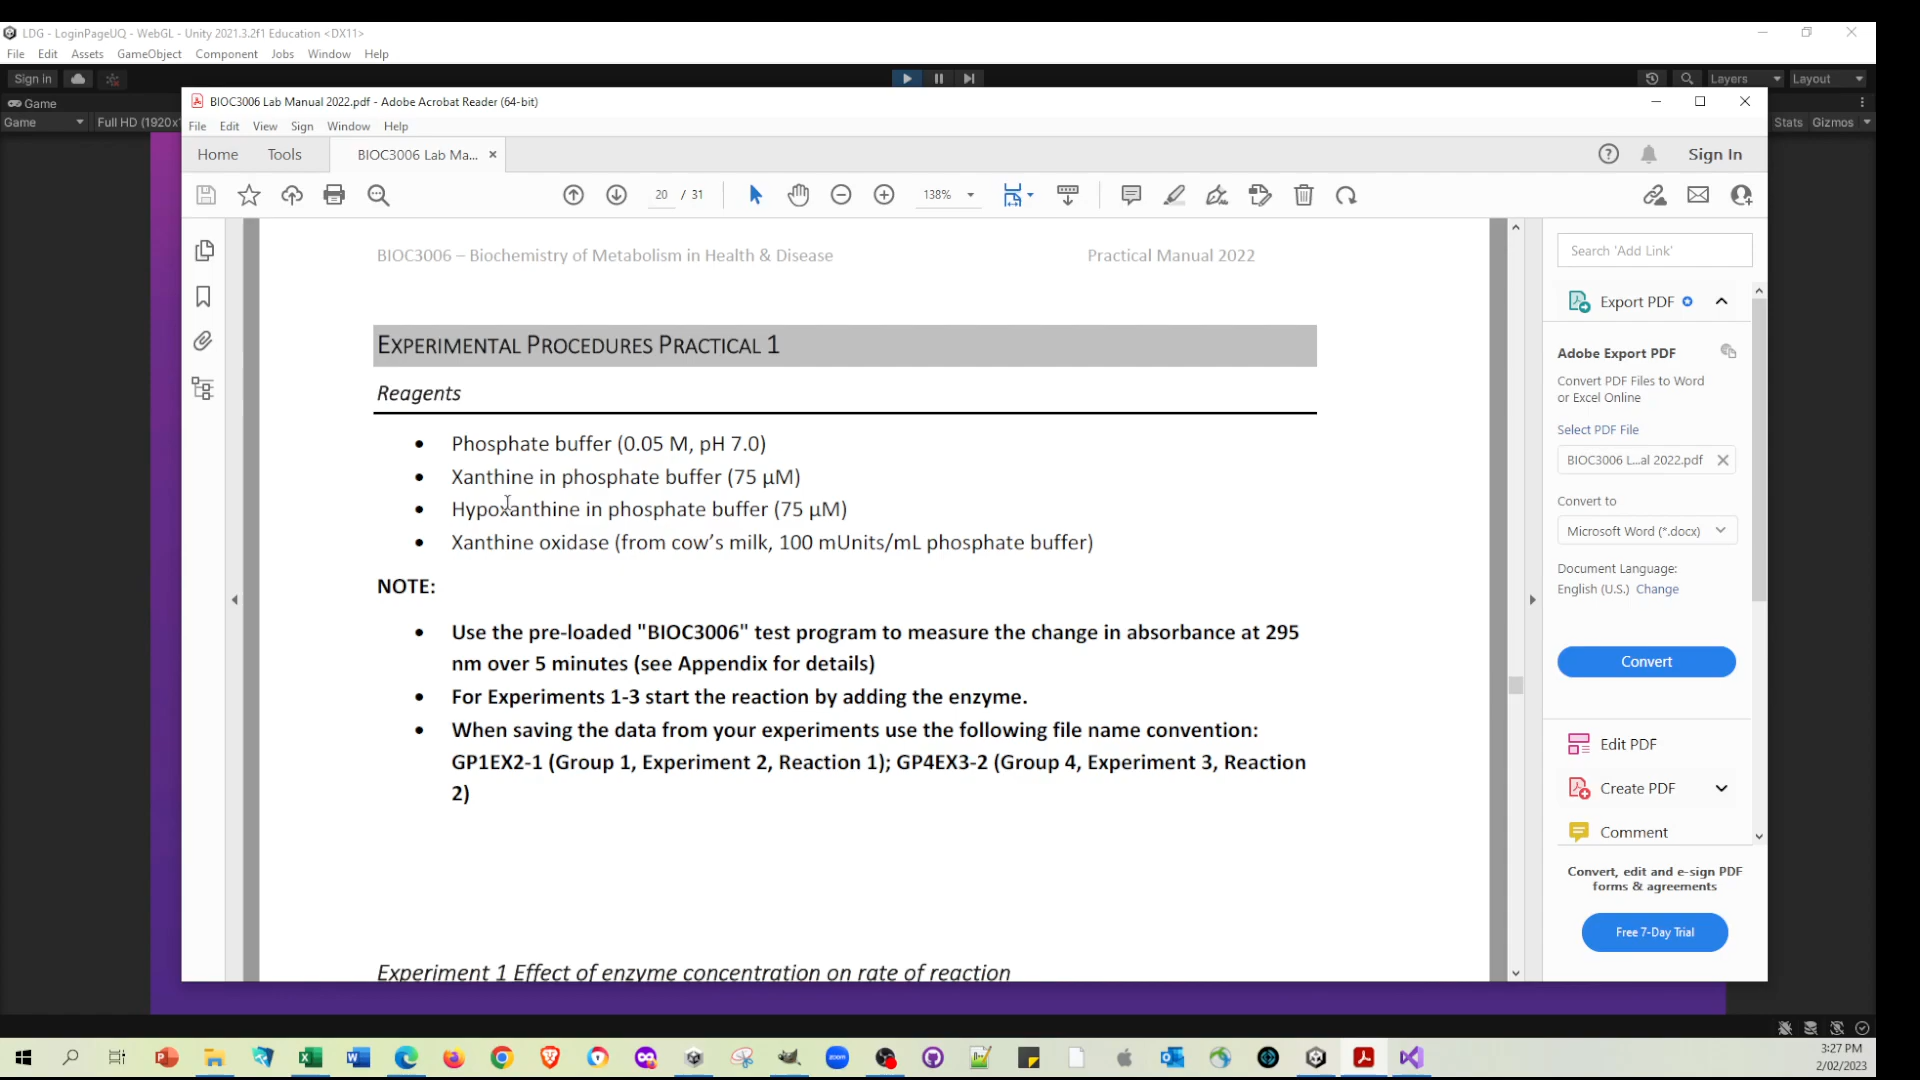 LDG - LoginPageUQ - WebGL - Unity 2021.3.2f1 Education <DX11>
File Edit Assets GameObject Component Jobs Window Help
Sign in
Layers
Layout
Game
Game
Full HD (1920x
Stats
Gizmos
BIOC3006 Lab Manual 2022.pdf - Adobe Acrobat Reader (64-bit)
File Edit View Sign Window Help
Home
Tools
BIOC3006 Lab Ma...
Sign In
20 / 31
138%
BIOC3006 – Biochemistry of Metabolism in Health & Disease
Practical Manual 2022
EXPERIMENTAL PROCEDURES PRACTICAL 1
Reagents
• Phosphate buffer (0.05 M, pH 7.0)
• Xanthine in phosphate buffer (75 µM)
• Hypoxanthine in phosphate buffer (75 µM)
• Xanthine oxidase (from cow’s milk, 100 mUnits/mL phosphate buffer)
NOTE:
• Use the pre-loaded "BIOC3006" test program to measure the change in absorbance at 295
nm over 5 minutes (see Appendix for details)
• For Experiments 1-3 start the reaction by adding the enzyme.
• When saving the data from your experiments use the following file name convention:
GP1EX2-1 (Group 1, Experiment 2, Reaction 1); GP4EX3-2 (Group 4, Experiment 3, Reaction
2)
Experiment 1 Effect of enzyme concentration on rate of reaction
Search 'Add Link'
Export PDF
Adobe Export PDF
Convert PDF Files to Word
or Excel Online
Select PDF File
BIOC3006 L...al 2022.pdf
Convert to
Microsoft Word (*.docx)
Document Language:
English (U.S.) Change
Convert
Edit PDF
Create PDF
Comment
Convert, edit and e-sign PDF
forms & agreements
Free 7-Day Trial
zoom
3:27 PM
2/02/2023